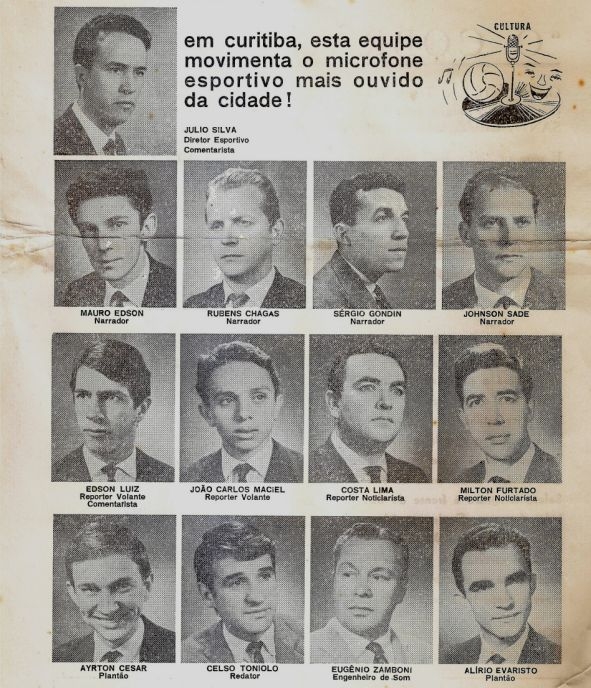 em curitiba, esta equipe
movimenta o microfone
esportivo mais ouvido
da cidade!
CULTURA
JULIO SILVA
Diretor Esportivo
Comentarista
MAURO EDSON
Narrador
RUBENS CHAGAS
Narrador
SÉRGIO GONDIN
Narrador
JOHNSON SADE
Narrador
EDSON LUIZ
Reporter Volante
Comentarista
JOÃO CARLOS MACIEL
Reporter Volante
COSTA LIMA
Reporter Noticiarista
MILTON FURTADO
Reporter Noticiarista
AYRTON CESAR
Plantão
CELSO TONIOLO
Redator
EUGÊNIO ZAMBONI
Engenheiro de Som
ALÍRIO EVARISTO
Plantão